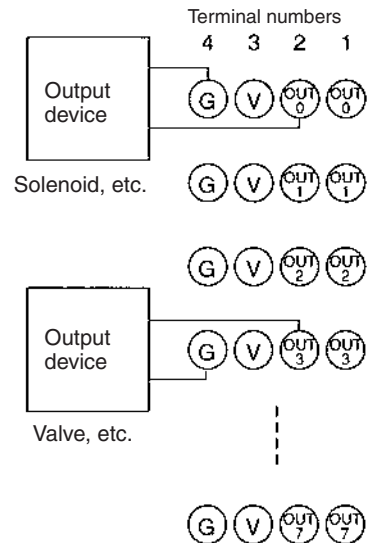 Terminal numbers
4 3 2 1
Output
device
G V OUT 0 OUT 0
Solenoid, etc.
G V OUT 1 OUT 1
G V OUT 2 OUT 2
Output
device
G V OUT 3 OUT 3
Valve, etc.
G V OUT 7 OUT 7